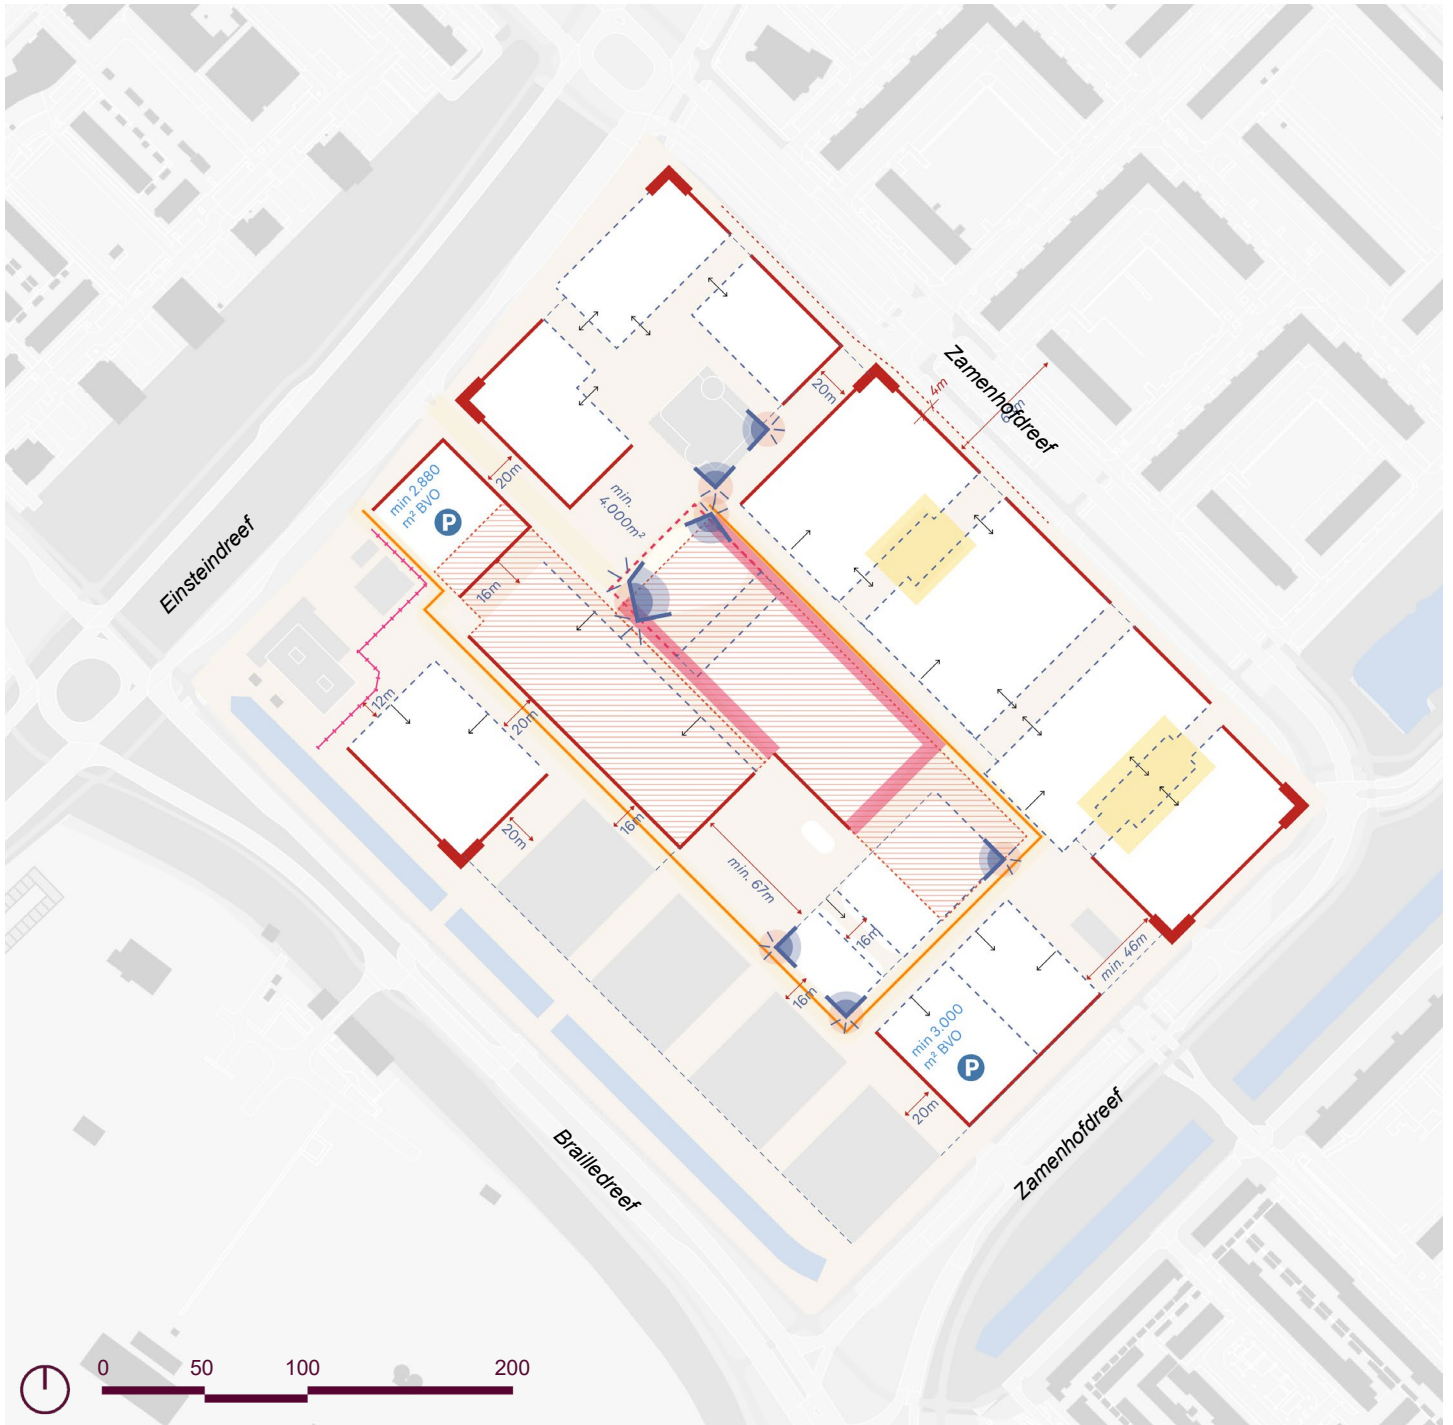 Zamenhofdreef
4m
20m
min 2.880
m² BVO
P
20m
min.
4.000m²
Einsteindreef
16m
12m
20m
16m
20m
min. 67m
16m
16m
min. 46m
min 3.000
m² BVO
P
20m
Zamenhofdreef
Brailledreef
0 50 100 200